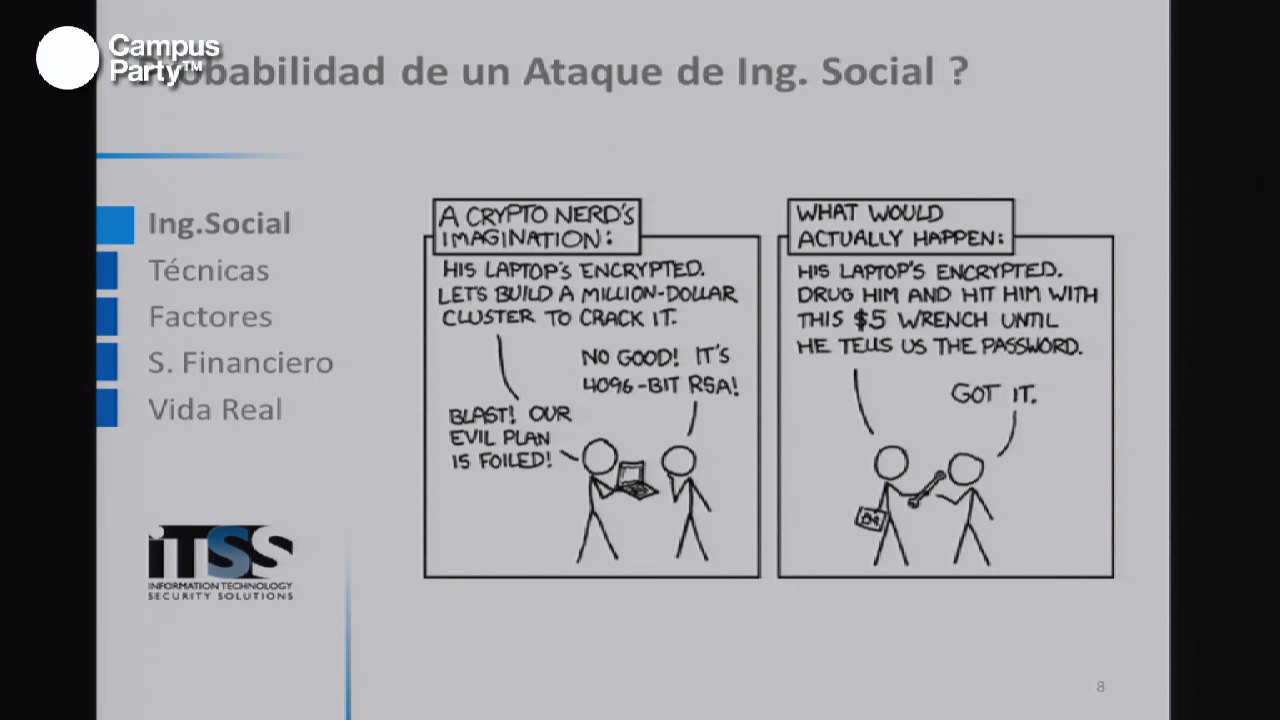 Campus
Party™
Probabilidad de un Ataque de Ing. Social ?
Ing.Social
Técnicas
Factores
S. Financiero
Vida Real
iTSS
INFORMATION TECHNOLOGY
SECURITY SOLUTIONS
A CRYPTO NERD'S
IMAGINATION:
HIS LAPTOP'S ENCRYPTED.
LET'S BUILD A MILLION-DOLLAR
CLUSTER TO CRACK IT.
NO GOOD! IT'S
4096-BIT RSA!
BLAST! OUR
EVIL PLAN
IS FOILED!
WHAT WOULD
ACTUALLY HAPPEN:
HIS LAPTOP'S ENCRYPTED.
DRUG HIM AND HIT HIM WITH
THIS $5 WRENCH UNTIL
HE TELLS US THE PASSWORD.
GOT IT.
8